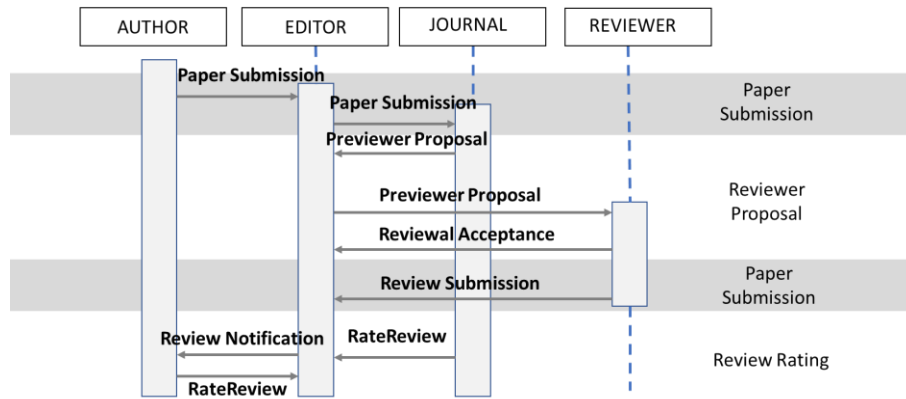 AUTHOR
EDITOR
JOURNAL
REVIEWER
Paper Submission
Paper Submission
Paper
Submission
Previewer Proposal
Previewer Proposal
Reviewer
Proposal
Reviewal Acceptance
Review Submission
Paper
Submission
Review Notification
RateReview
Review Rating
RateReview